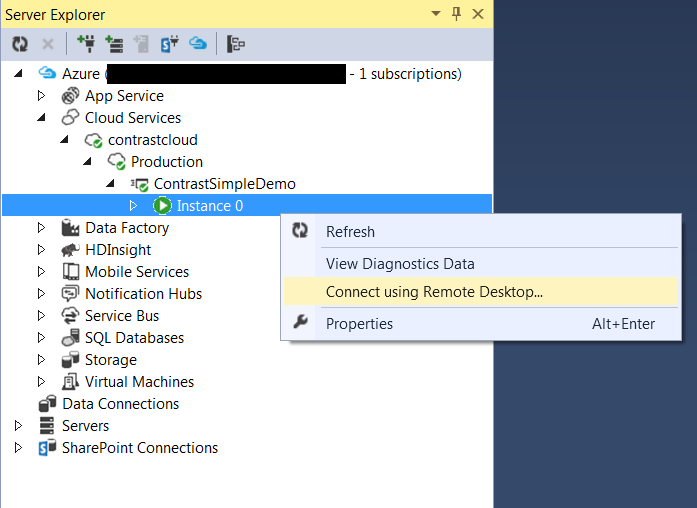 Server Explorer
Azure ( - 1 subscriptions)
App Service
Cloud Services
contrastcloud
Production
ContrastSimpleDemo
Instance 0
Refresh
View Diagnostics Data
Connect using Remote Desktop...
Properties Alt+Enter
Data Factory
HDInsight
Mobile Services
Notification Hubs
Service Bus
SQL Databases
Storage
Virtual Machines
Data Connections
Servers
SharePoint Connections